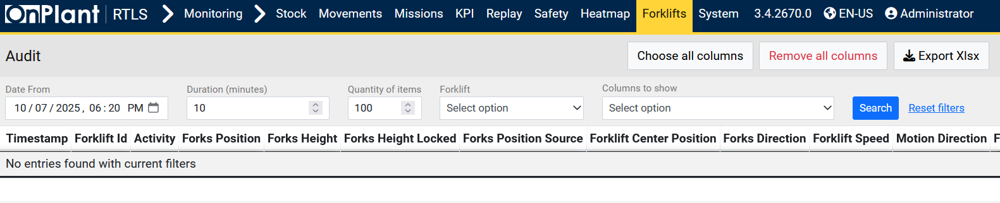 OnPlant RTLS Monitoring Stock Movements Missions KPI Replay Safety Heatmap Forklifts System 3.4.2670.0 EN-US Administrator
Audit Choose all columns Remove all columns Export Xlsx
Date From Duration (minutes) Quantity of items Forklift Columns to show
10/07/2025, 06:20 PM 10 100 Select option Select option Search Reset filters
Timestamp Forklift Id Activity Forks Position Forks Height Forks Height Locked Forks Position Source Forklift Center Position Forks Direction Forklift Speed Motion Direction F
No entries found with current filters